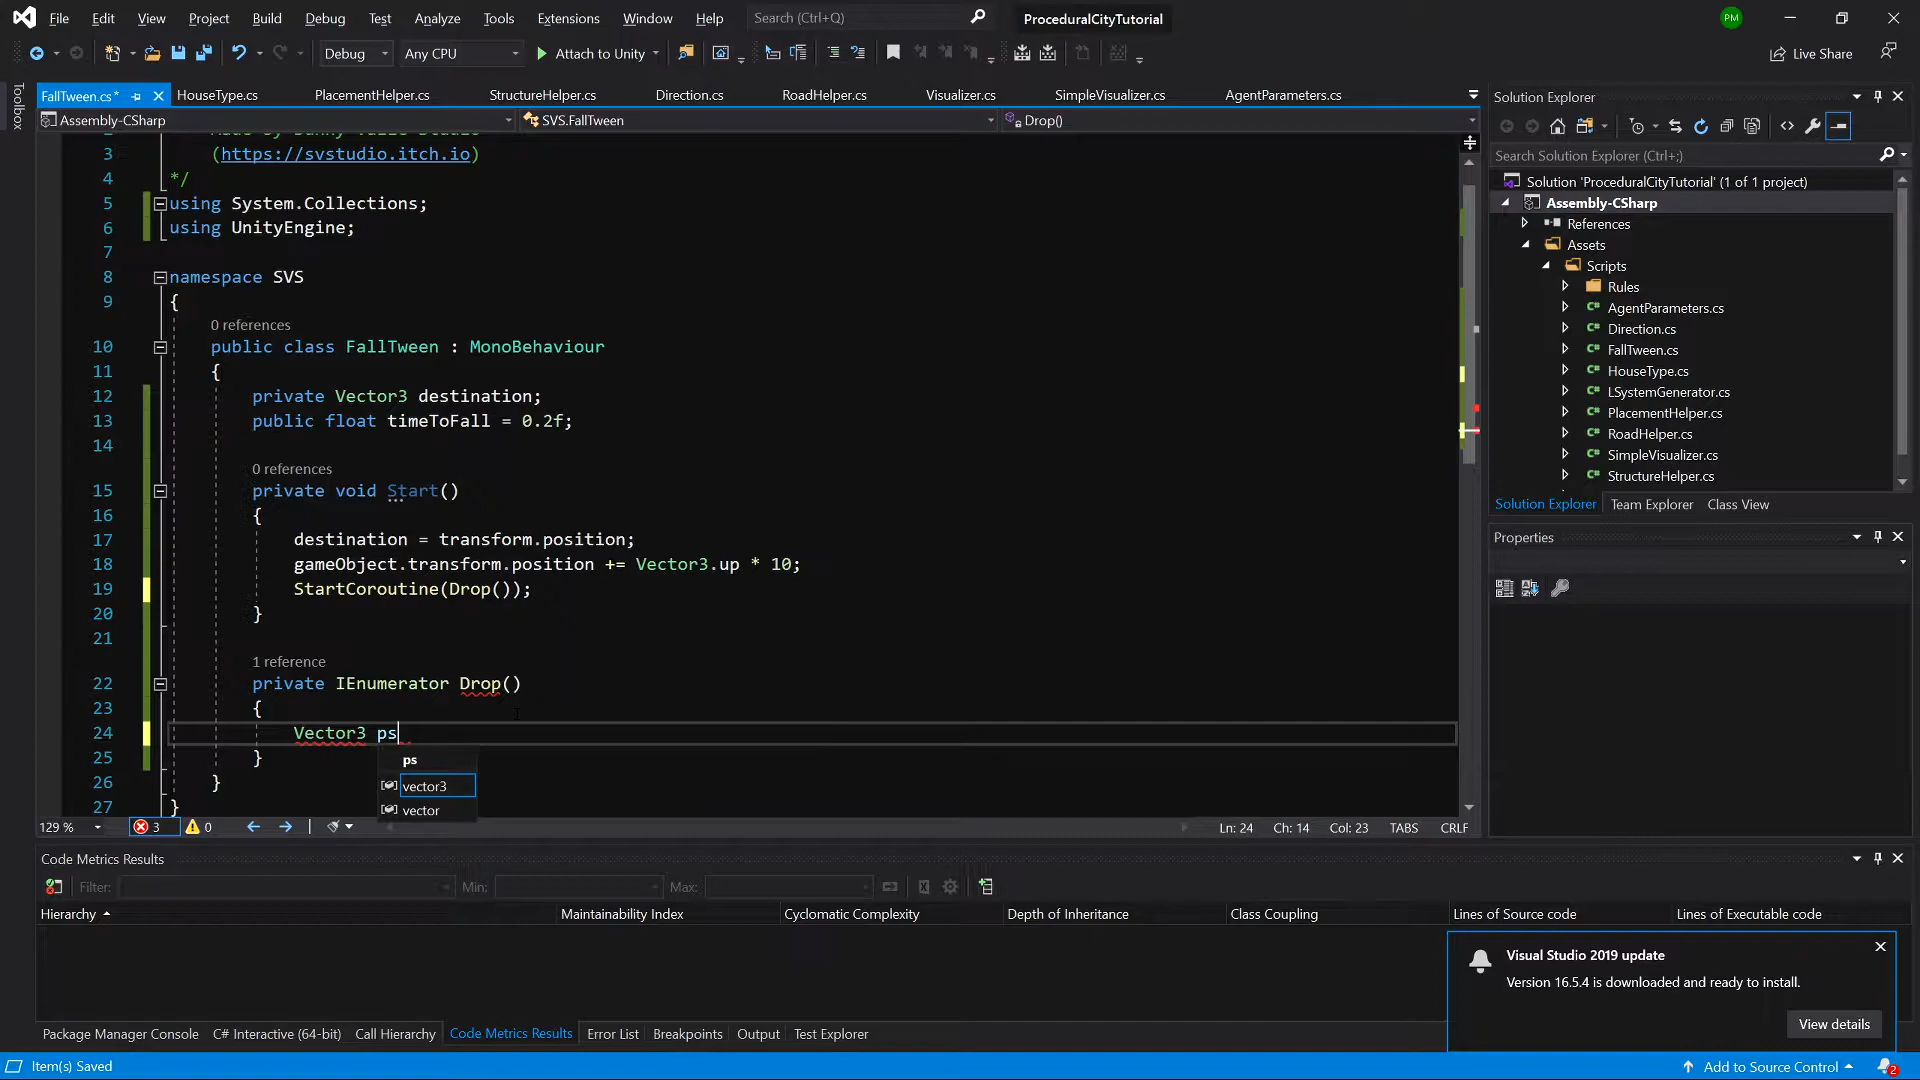 File Edit View Project Build Debug Test Analyze Tools Extensions Window Help Search (Ctrl+Q) ProceduralCityTutorial PM
Debug Any CPU Attach to Unity Live Share
Toolbox
FallTween.cs* HouseType.cs PlacementHelper.cs StructureHelper.cs Direction.cs RoadHelper.cs Visualizer.cs SimpleVisualizer.cs AgentParameters.cs
Assembly-CSharp SVS.FallTween Drop()
3 (https://svstudio.itch.io)
4 */
5 using System.Collections;
6 using UnityEngine;
7
8 namespace SVS
9 {
0 references
10 public class FallTween : MonoBehaviour
11 {
12 private Vector3 destination;
13 public float timeToFall = 0.2f;
14
0 references
15 private void Start()
16 {
17 destination = transform.position;
18 gameObject.transform.position += Vector3.up * 10;
19 StartCoroutine(Drop());
20 }
21
1 reference
22 private IEnumerator Drop()
23 {
24 Vector3 ps
25 }
26 }
27 }
ps
vector3
vector
129 % 3 0 Ln: 24 Ch: 14 Col: 23 TABS CRLF
Solution Explorer
Search Solution Explorer (Ctrl+;)
Solution 'ProceduralCityTutorial' (1 of 1 project)
Assembly-CSharp
References
Assets
Scripts
Rules
C# AgentParameters.cs
C# Direction.cs
C# FallTween.cs
C# HouseType.cs
C# LSystemGenerator.cs
C# PlacementHelper.cs
C# RoadHelper.cs
C# SimpleVisualizer.cs
C# StructureHelper.cs
Solution Explorer Team Explorer Class View
Properties
Code Metrics Results
Filter: Min: Max:
Hierarchy Maintainability Index Cyclomatic Complexity Depth of Inheritance Class Coupling Lines of Source code Lines of Executable code
Visual Studio 2019 update
Version 16.5.4 is downloaded and ready to install.
View details
Package Manager Console C# Interactive (64-bit) Call Hierarchy Code Metrics Results Error List Breakpoints Output Test Explorer
Item(s) Saved Add to Source Control 2